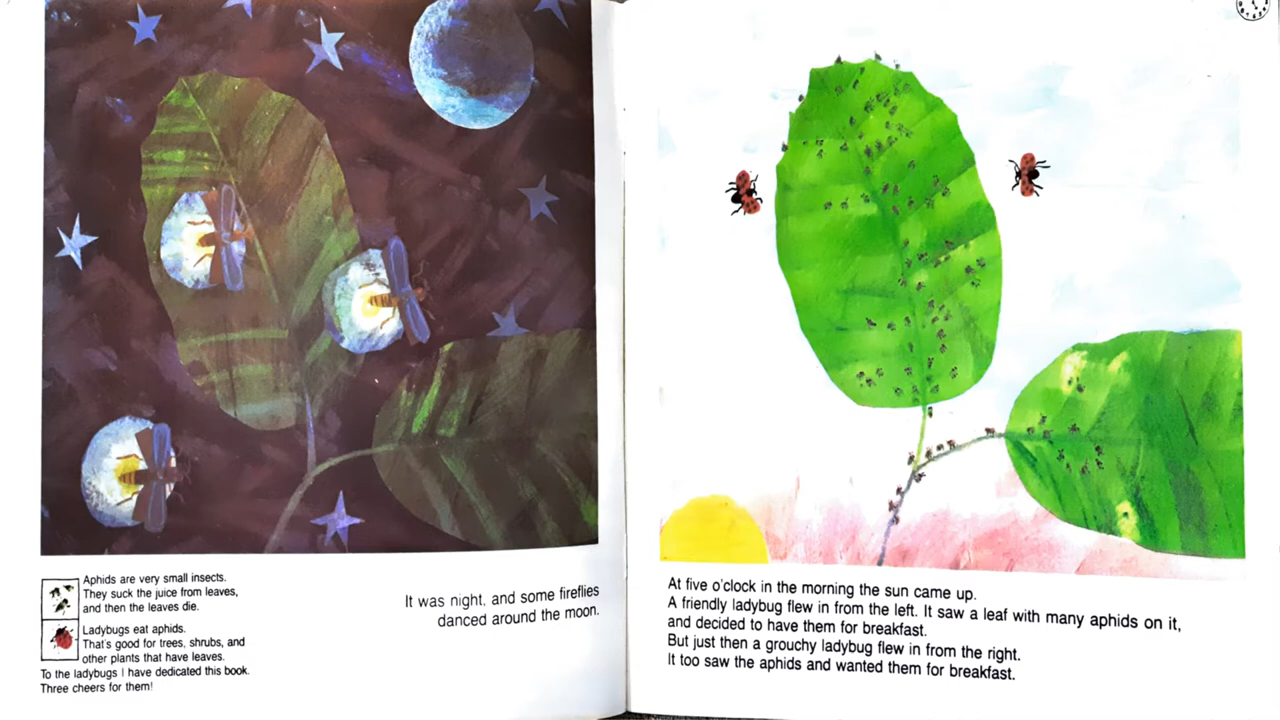 Aphids are very small insects.
They suck the juice from leaves,
and then the leaves die.
Ladybugs eat aphids.
That's good for trees, shrubs, and
other plants that have leaves.
To the ladybugs I have dedicated this book.
Three cheers for them!
It was night, and some fireflies
danced around the moon.
At five o'clock in the morning the sun came up.
A friendly ladybug flew in from the left. It saw a leaf with many aphids on it,
and decided to have them for breakfast.
But just then a grouchy ladybug flew in from the right.
It too saw the aphids and wanted them for breakfast.